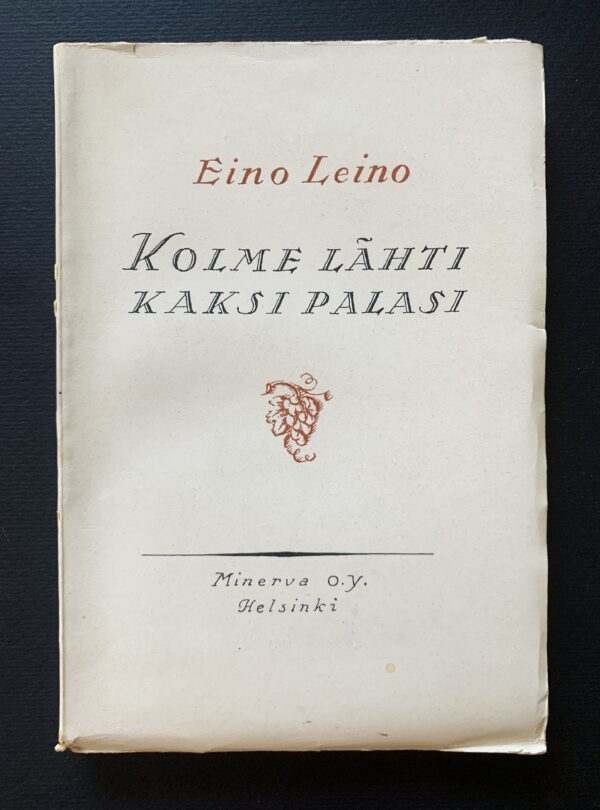 Eino Leino
KOLME LÄHTI
KAKSI PALASI
Minerva O.Y.
Helsinki